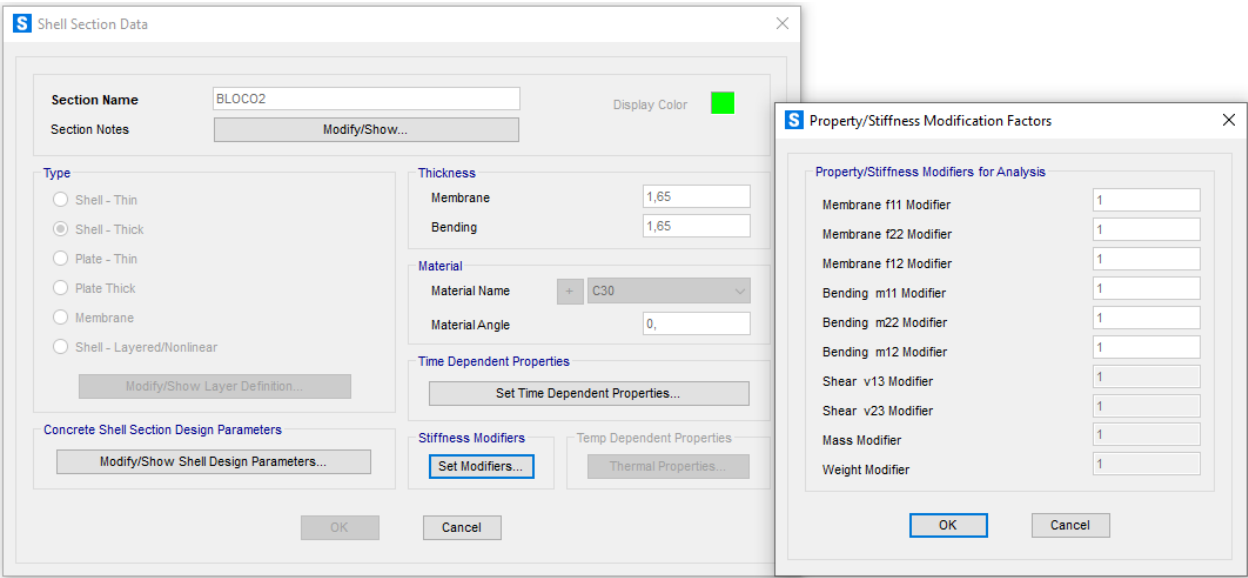 S Shell Section Data
Section Name BLOCO2 Display Color
Section Notes Modify/Show...
Type
Shell - Thin
Shell - Thick
Plate - Thin
Plate Thick
Membrane
Shell - Layered/Nonlinear
Modify/Show Layer Definition...
Thickness
Membrane 1,65
Bending 1,65
Material
Material Name + C30
Material Angle 0,
Time Dependent Properties
Set Time Dependent Properties...
Concrete Shell Section Design Parameters
Modify/Show Shell Design Parameters...
Stiffness Modifiers
Set Modifiers...
Temp Dependent Properties
Thermal Properties...
OK Cancel
S Property/Stiffness Modification Factors
Property/Stiffness Modifiers for Analysis
Membrane f11 Modifier 1
Membrane f22 Modifier 1
Membrane f12 Modifier 1
Bending m11 Modifier 1
Bending m22 Modifier 1
Bending m12 Modifier 1
Shear v13 Modifier 1
Shear v23 Modifier 1
Mass Modifier 1
Weight Modifier 1
OK Cancel